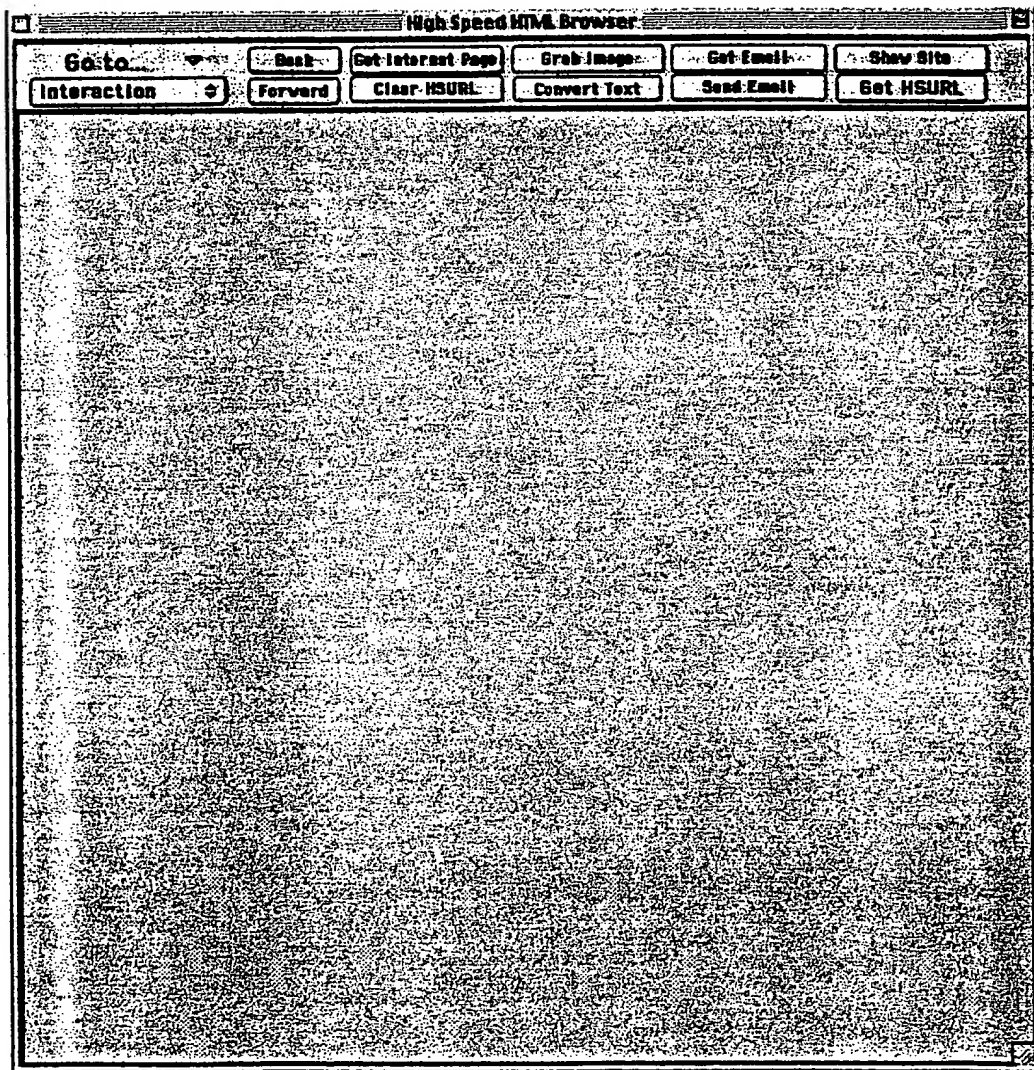 High Speed HTML Browser
Go to... Back Get Internet Page Grab Image Get Email Show Site
Interaction Forward Clear HSURL Convert Text Send Email Get HSURL